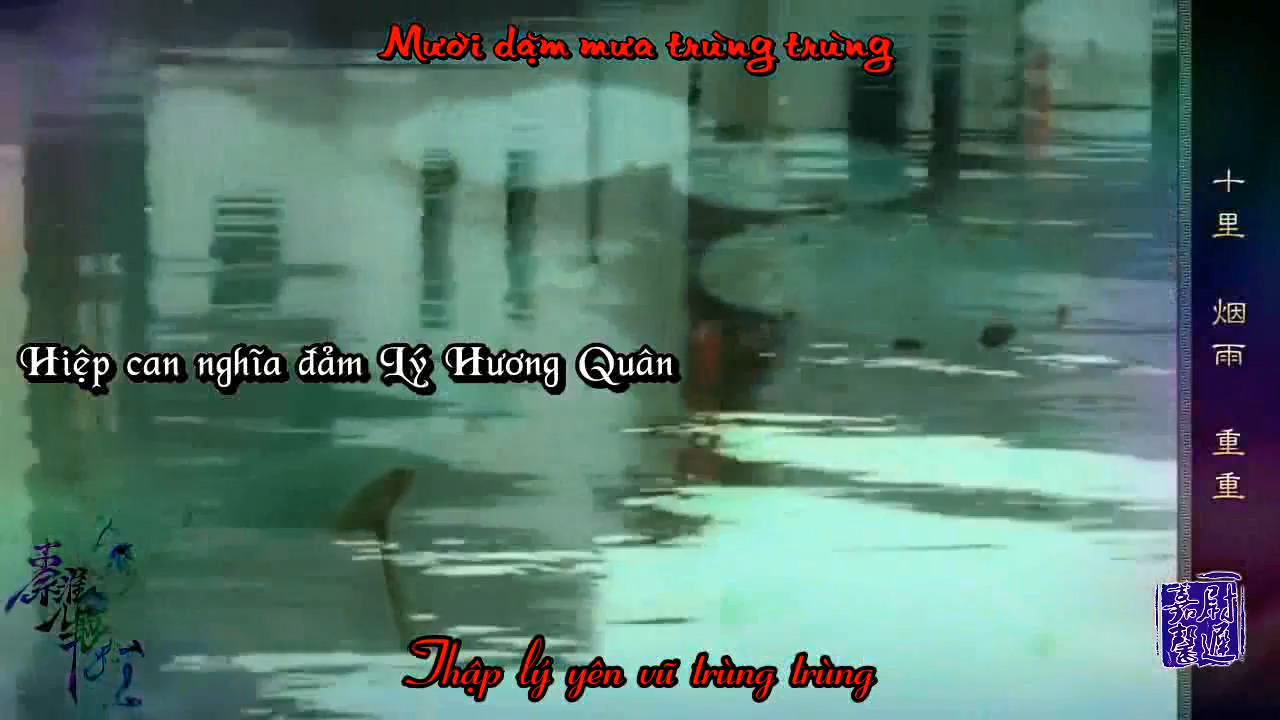 Mười dặm mưa trùng trùng
十里 烟雨 重重
Hiệp can nghĩa đảm Lý Hương Quân
Thập lý yên vũ trùng trùng